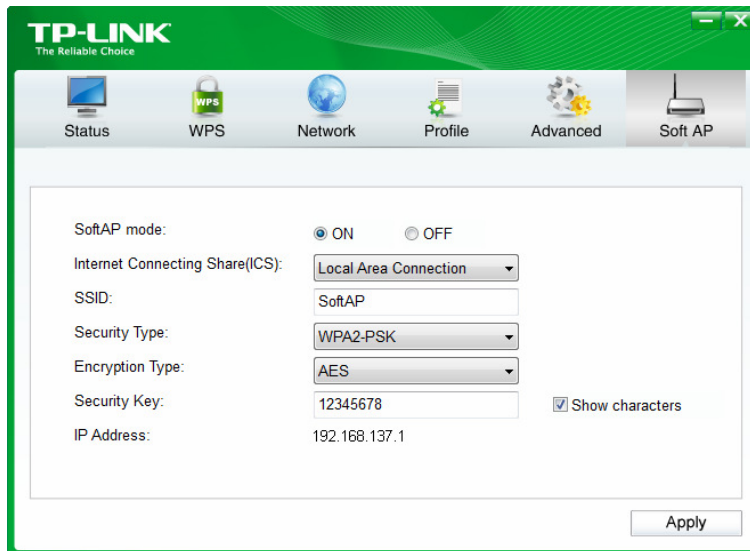 TP-LINK
The Reliable Choice
Status WPS Network Profile Advanced Soft AP
WPS
SoftAP mode: ON OFF
Internet Connecting Share(ICS): Local Area Connection
SSID: SoftAP
Security Type: WPA2-PSK
Encryption Type: AES
Security Key: 12345678 Show characters
IP Address: 192.168.137.1
Apply